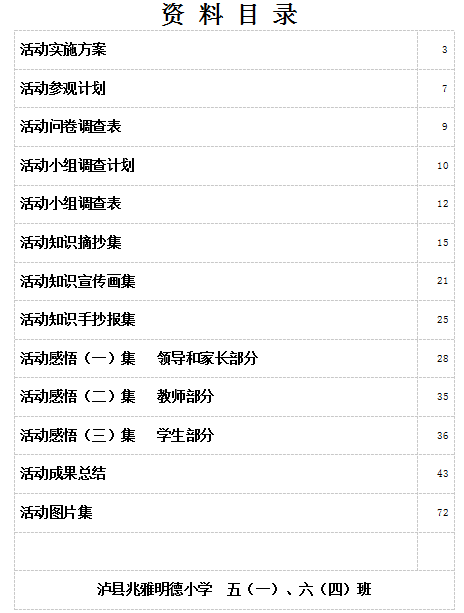 资 料 目 录
活动实施方案 3
活动参观计划 7
活动问卷调查表 9
活动小组调查计划 10
活动小组调查表 12
活动知识摘抄集 15
活动知识宣传画集 21
活动知识手抄报集 25
活动感悟（一）集 领导和家长部分 28
活动感悟（二）集 教师部分 35
活动感悟（三）集 学生部分 36
活动成果总结 43
活动图片集 72
泸县兆雅明德小学 五（一）、六（四）班